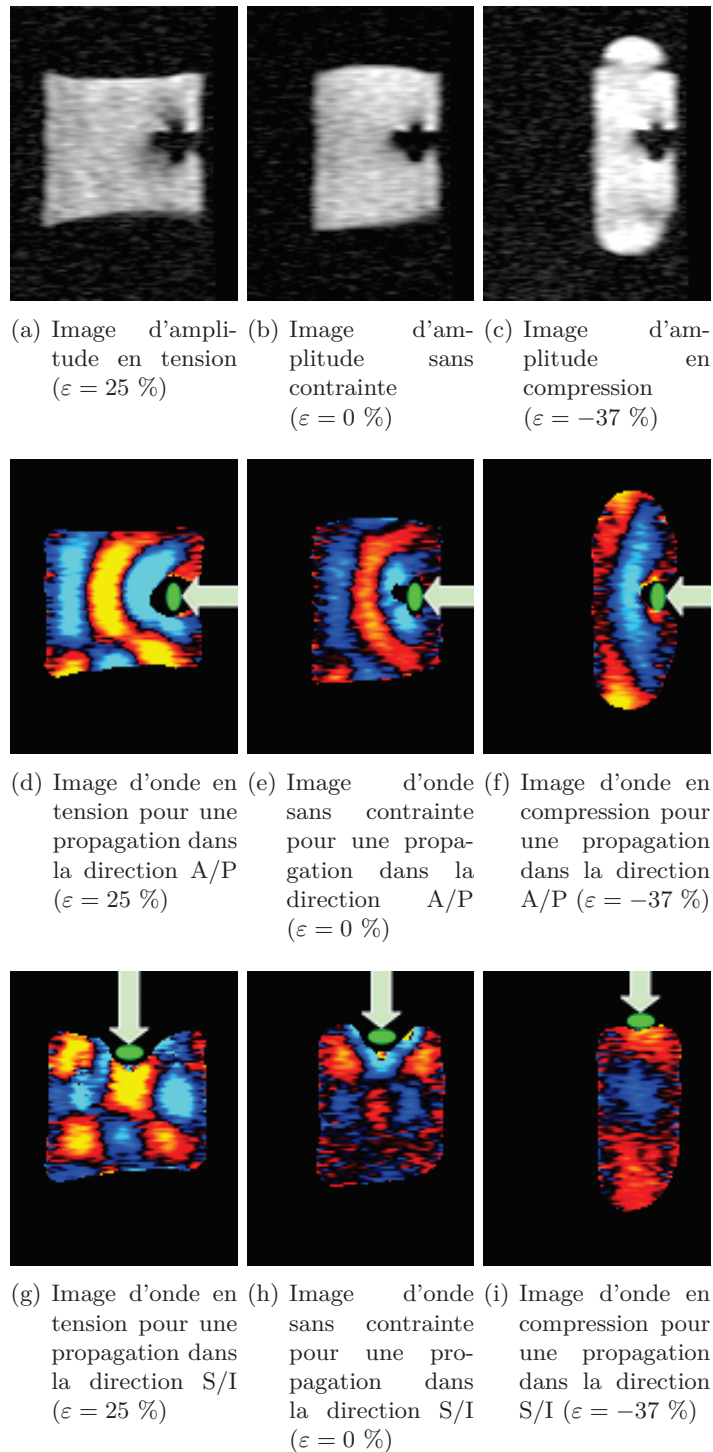 (a) Image d'ampli-
tude en tension
(ε = 25 %)
(b) Image d'am-
plitude sans
contrainte
(ε = 0 %)
(c) Image d'am-
plitude en
compression
(ε = −37 %)
(d) Image d'onde en
tension pour une
propagation dans
la direction A/P
(ε = 25 %)
(e) Image d'onde
sans contrainte
pour une propa-
gation dans la
direction A/P
(ε = 0 %)
(f) Image d'onde en
compression pour
une propagation
dans la direction
A/P (ε = −37 %)
(g) Image d'onde en
tension pour une
propagation dans
la direction S/I
(ε = 25 %)
(h) Image d'onde
sans contrainte
pour une pro-
pagation dans
la direction S/I
(ε = 0 %)
(i) Image d'onde en
compression pour
une propagation
dans la direction
S/I (ε = −37 %)